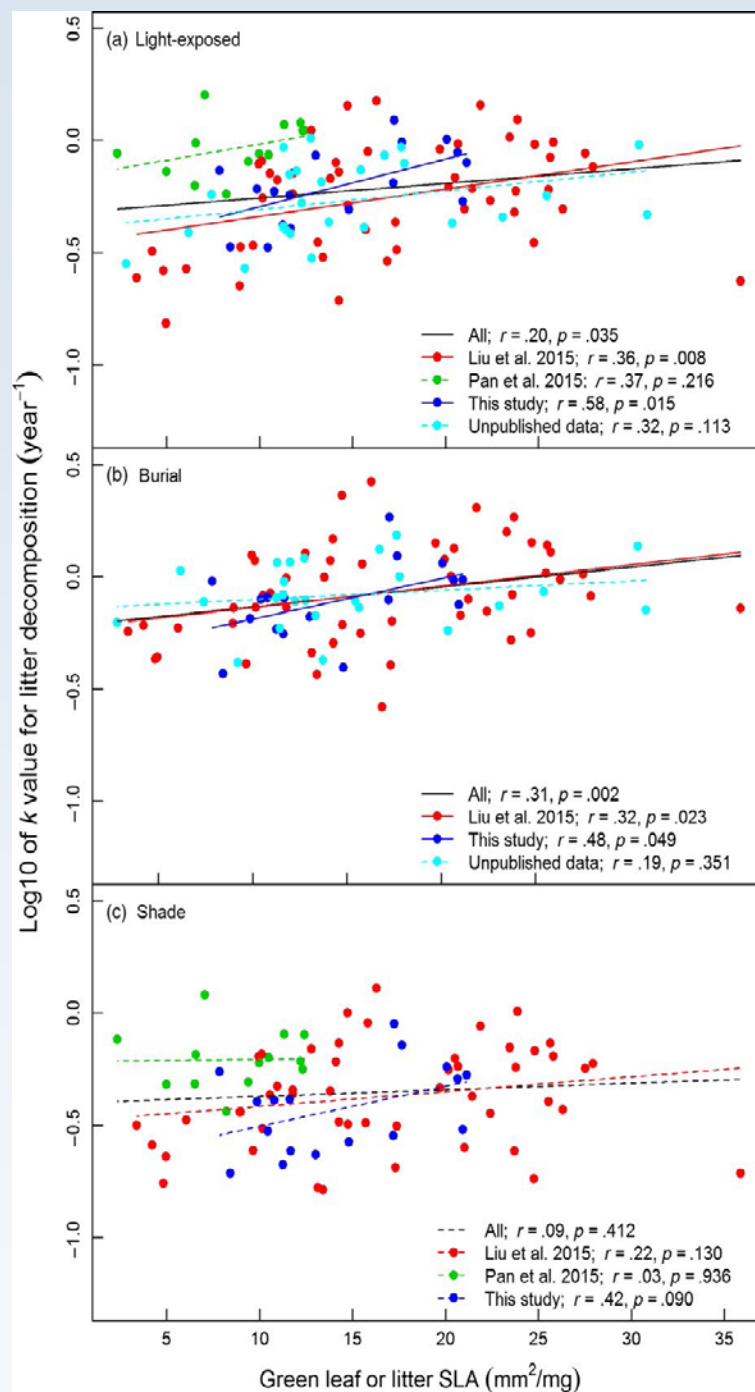 Log10 of k value for litter decomposition (year⁻¹)
(a) Light-exposed
0.5
0.0
−0.5
−1.0
All; r = .20, p = .035
Liu et al. 2015; r = .36, p = .008
Pan et al. 2015; r = .37, p = .216
This study; r = .58, p = .015
Unpublished data; r = .32, p = .113
(b) Burial
0.5
0.0
−0.5
−1.0
All; r = .31, p = .002
Liu et al. 2015; r = .32, p = .023
This study; r = .48, p = .049
Unpublished data; r = .19, p = .351
(c) Shade
0.5
0.0
−0.5
−1.0
All; r = .09, p = .412
Liu et al. 2015; r = .22, p = .130
Pan et al. 2015; r = .03, p = .936
This study; r = .42, p = .090
5 10 15 20 25 30 35
Green leaf or litter SLA (mm²/mg)